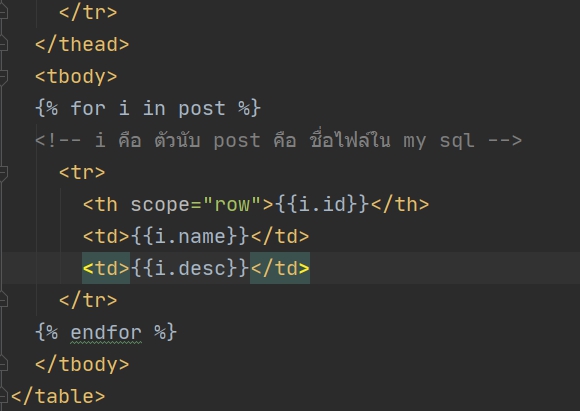 </tr>
</thead>
<tbody>
{% for i in post %}
<!-- i คือ ตัวนับ post คือ ชื่อไฟล์ใน my sql -->
<tr>
<th scope="row">{{i.id}}</th>
<td>{{i.name}}</td>
<td>{{i.desc}}</td>
</tr>
{% endfor %}
</tbody>
</table>